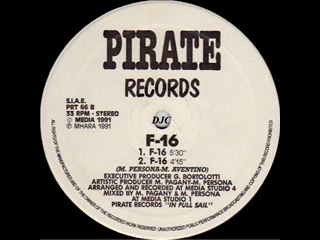 PIRATE
RECORDS
S.I.A.E.
PRT 66 B
33 RPM - STEREO
Ⓒ MEDIA 1991
Ⓟ MHARA 1991
DJC
F-16
1. F-16 5'30"
2. F-16 4'15"
(M. PERSONA-M. AVENTINO)
EXECUTIVE PRODUCER G. BORTOLOTTI
ARTISTIC PRODUCER M. PAGANY-M. PERSONA
ARRANGED AND RECORDED AT MEDIA STUDIO 4
MIXED BY M. PAGANY & M. PERSONA
AT MEDIA STUDIO 1
PIRATE RECORDS "IN FULL SAIL"